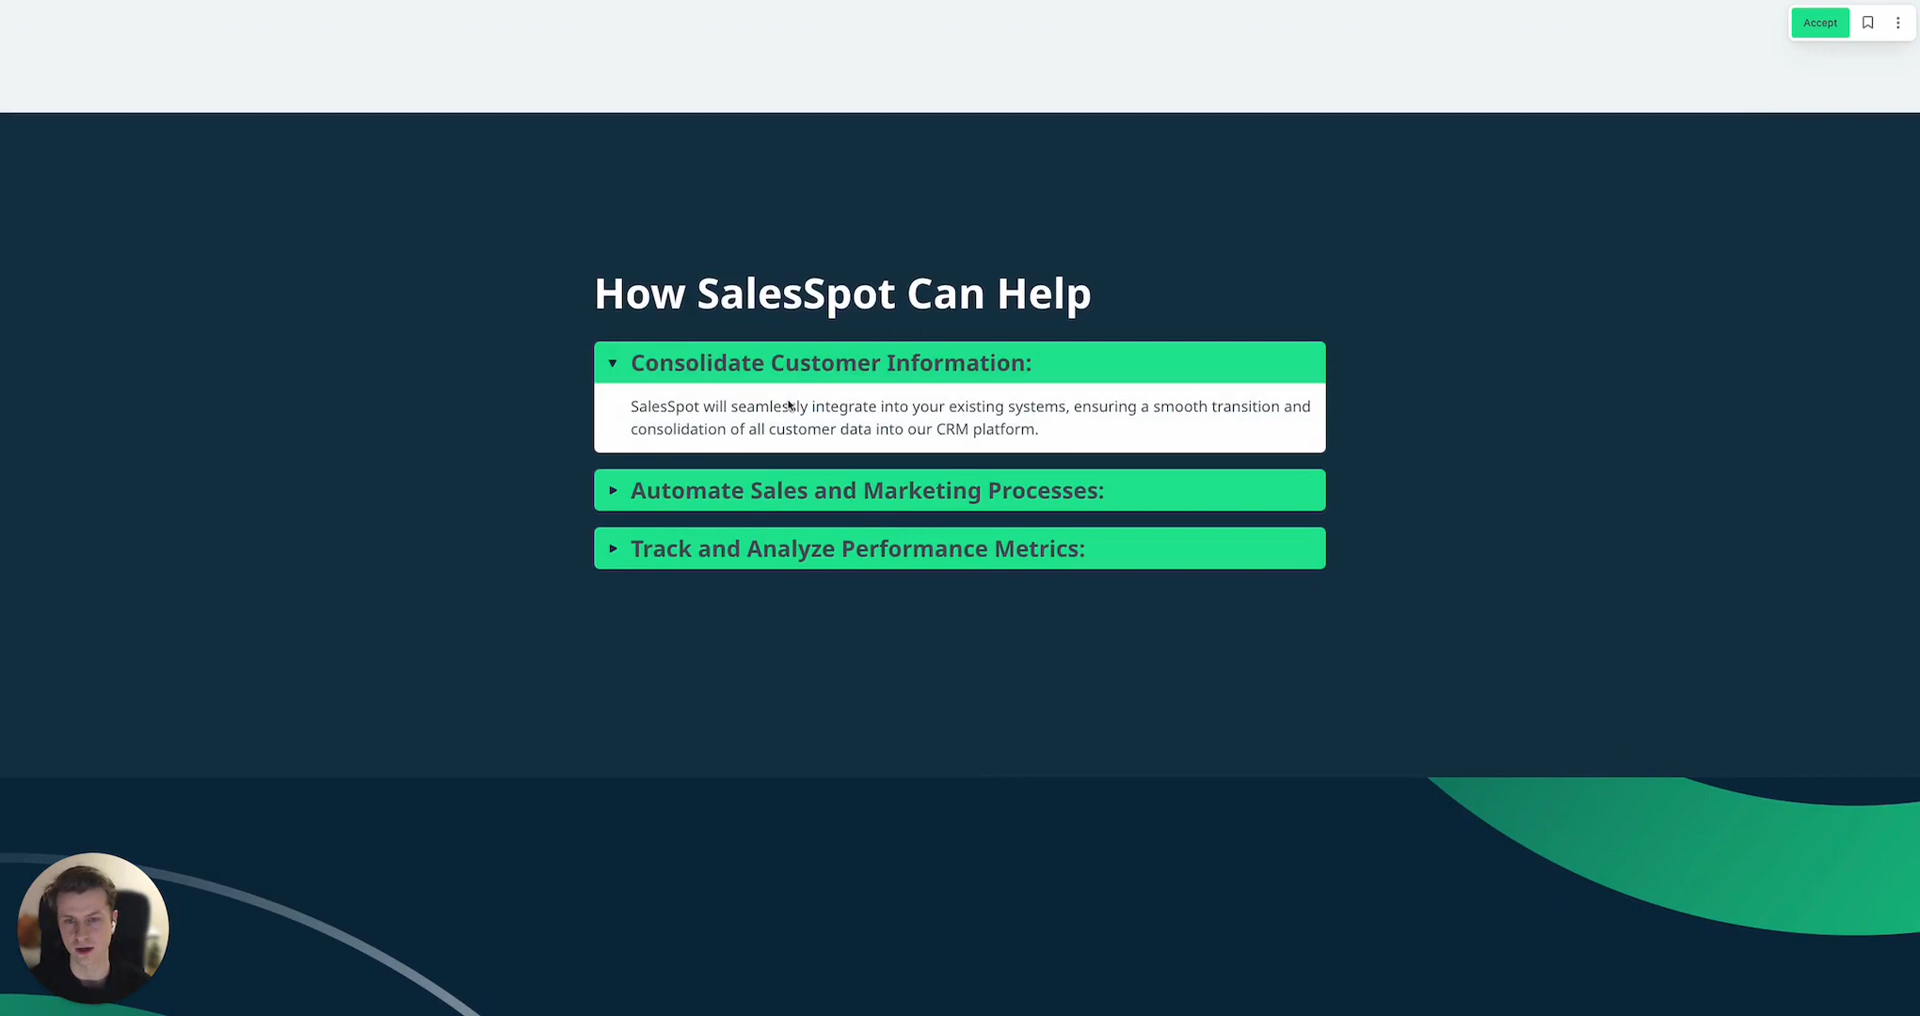 Accept
How SalesSpot Can Help
Consolidate Customer Information:
SalesSpot will seamlessly integrate into your existing systems, ensuring a smooth transition and
consolidation of all customer data into our CRM platform.
Automate Sales and Marketing Processes:
Track and Analyze Performance Metrics: